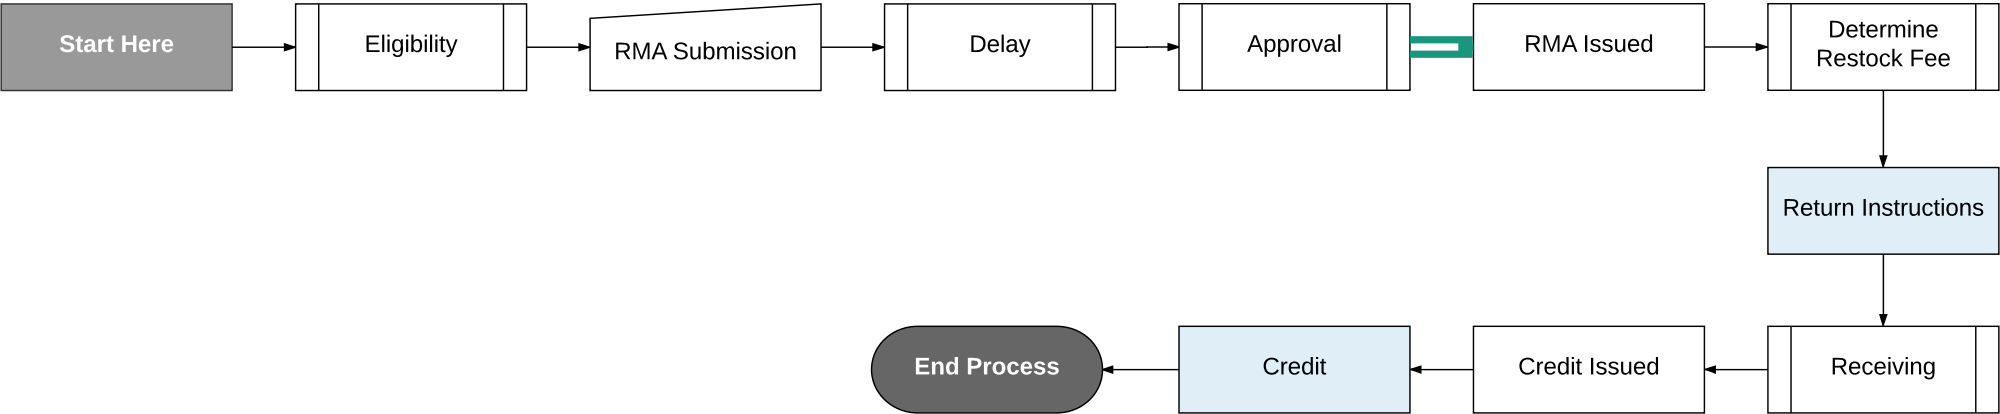 Start Here
Eligibility
RMA Submission
Delay
Approval
RMA Issued
Determine
Restock Fee
Return Instructions
Receiving
Credit Issued
Credit
End Process